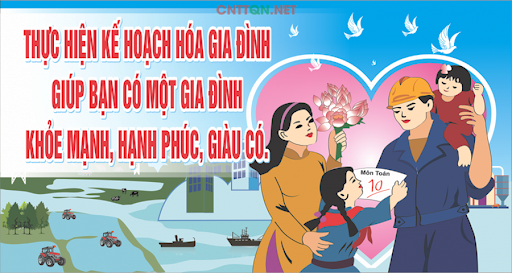 CNTTQN.NET
THỰC HIỆN KẾ HOẠCH HÓA GIA ĐÌNH
GIÚP BẠN CÓ MỘT GIA ĐÌNH
KHỎE MẠNH, HẠNH PHÚC, GIÀU CÓ.
Môn Toán
10